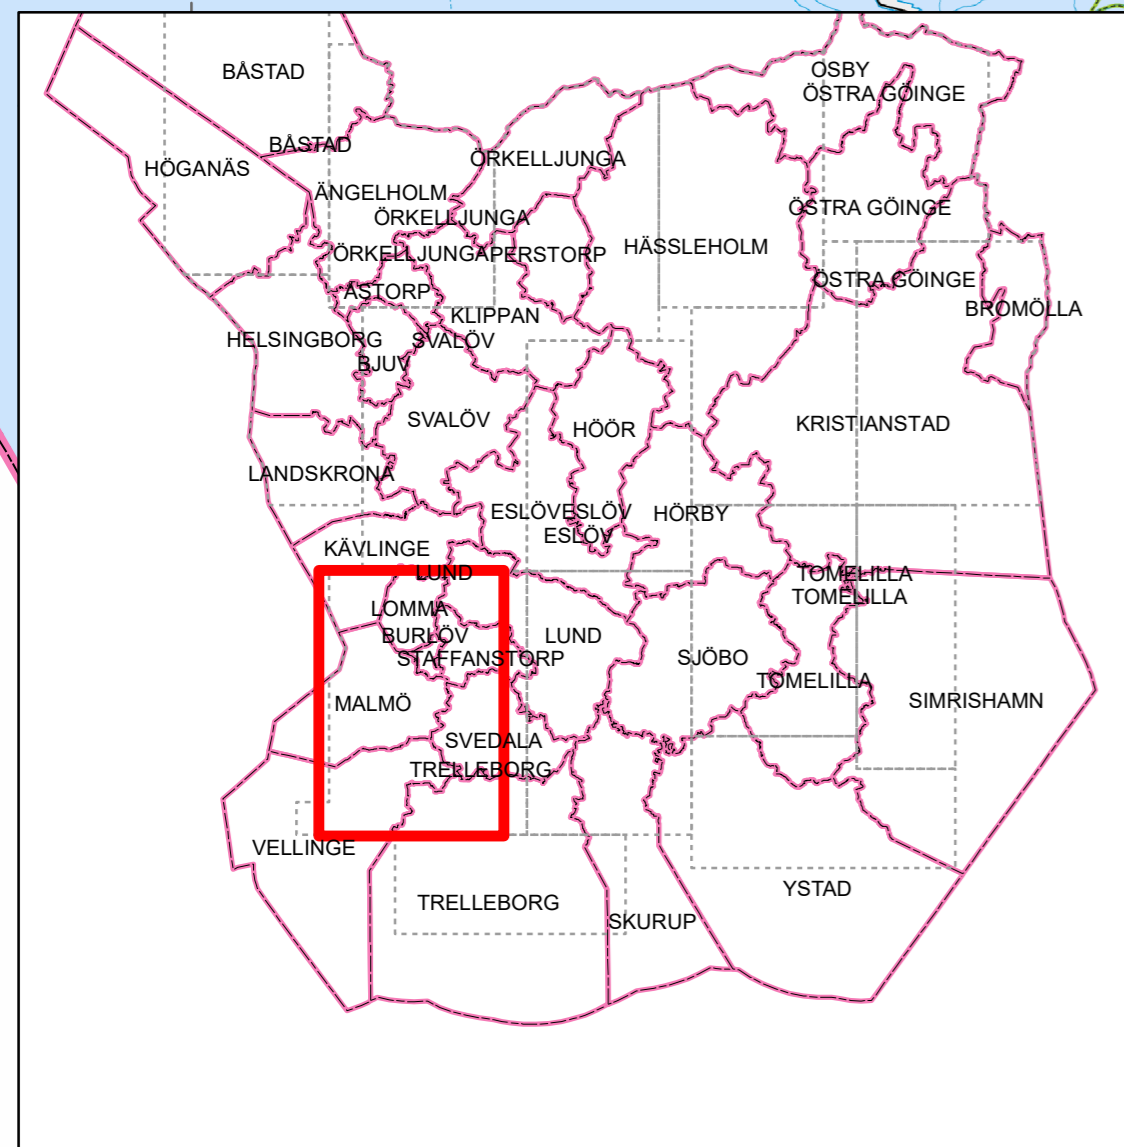 OSBY
BÅSTAD
ÖSTRA GÖINGE
BÅSTAD
ÖRKELLJUNGA
HÖGANÄS
ÄNGELHOLM
ÖSTRA GÖINGE
ÖRKELLJUNGA
HÄSSLEHOLM
ÖRKELLJUNGA
PERSTORP
ÖSTRA GÖINGE
ÅSTORP
BROMÖLLA
KLIPPAN
HELSINGBORG
SVALÖV
BJUV
SVALÖV
KRISTIANSTAD
HÖÖR
LANDSKRONA
ESLÖV
ESLÖV
HÖRBY
ESLÖV
KÄVLINGE
LUND
TOMELILLA
TOMELILLA
LOMMA
BURLÖV
LUND
STAFFANSTORP
SJÖBO
TOMELILLA
MALMÖ
SIMRISHAMN
SVEDALA
TRELLEBORG
VELLINGE
YSTAD
TRELLEBORG
SKURUP